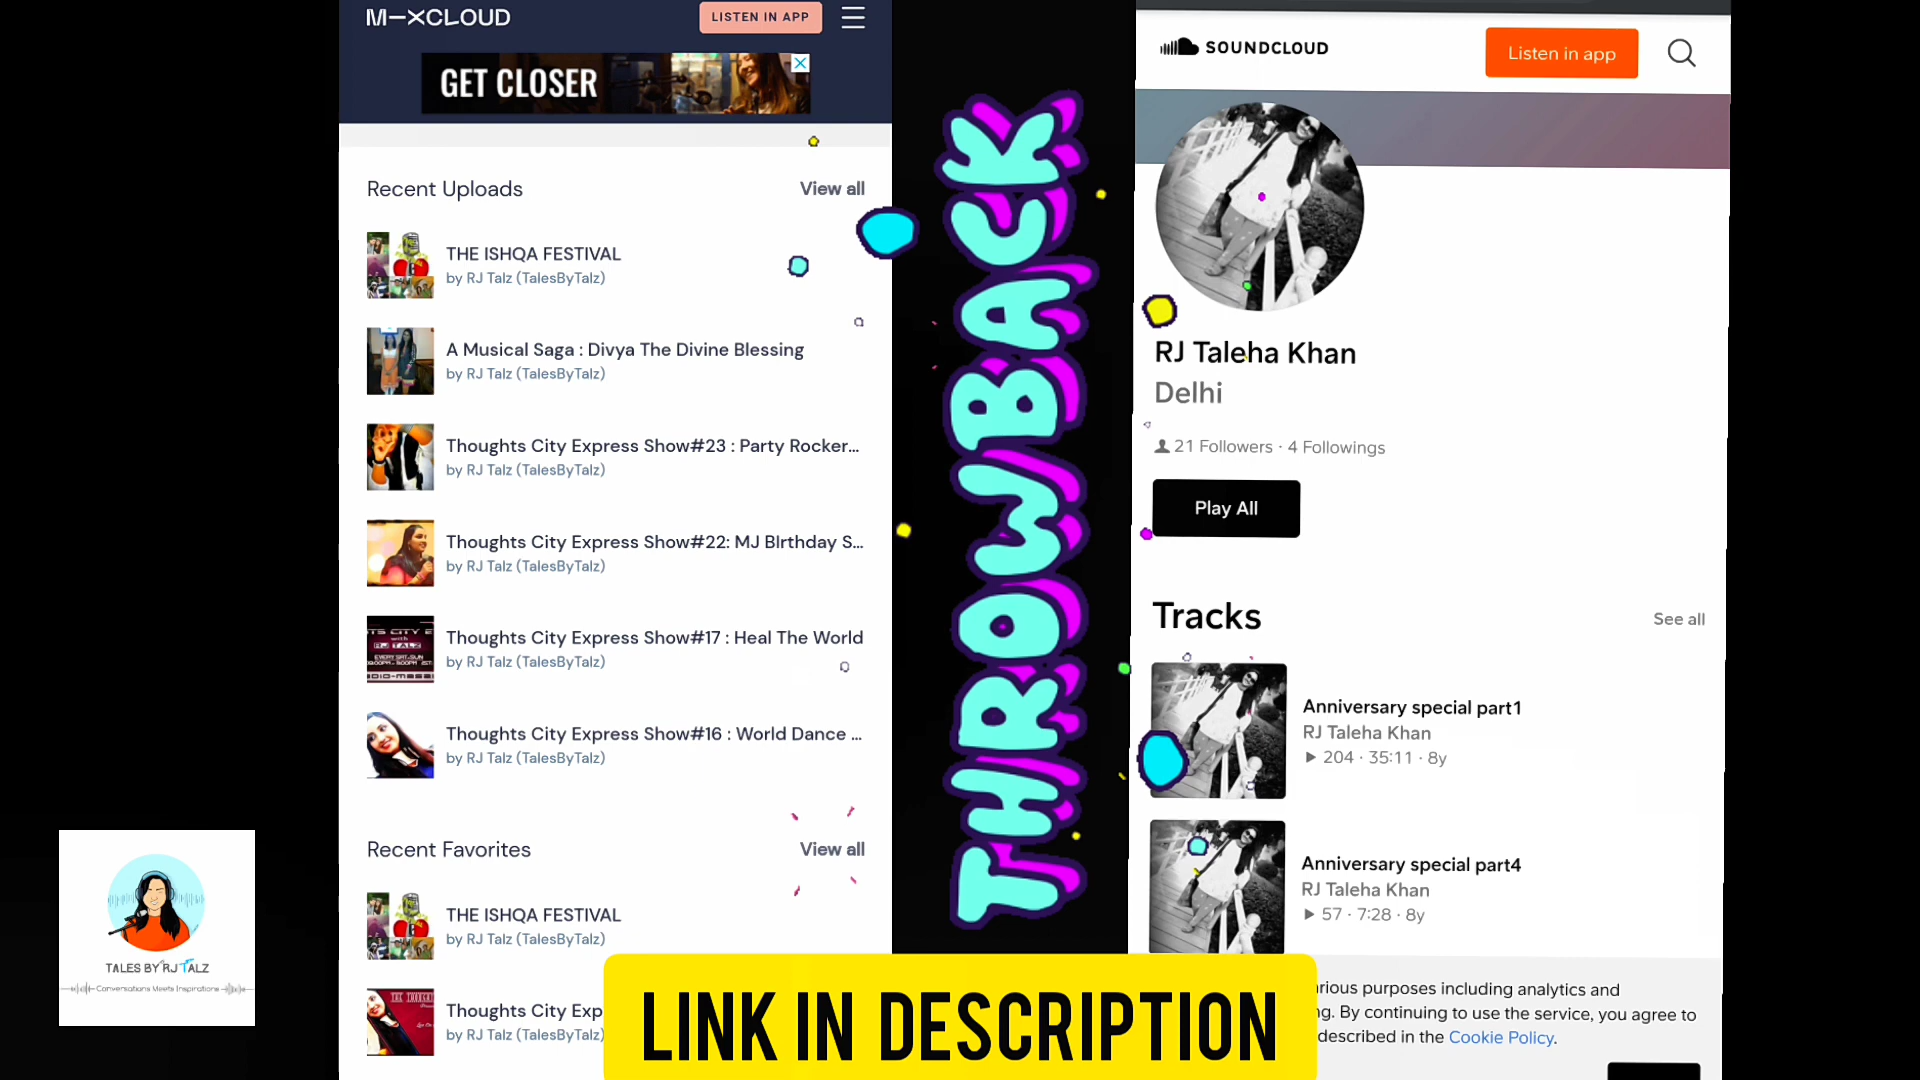 M–XCLOUD
LISTEN IN APP
GET CLOSER
Recent Uploads
View all
THE ISHQA FESTIVAL
by RJ Talz (TalesByTalz)
A Musical Saga : Divya The Divine Blessing
by RJ Talz (TalesByTalz)
Thoughts City Express Show#23 : Party Rocker...
by RJ Talz (TalesByTalz)
Thoughts City Express Show#22: MJ BIrthday S...
by RJ Talz (TalesByTalz)
Thoughts City Express Show#17 : Heal The World
by RJ Talz (TalesByTalz)
Thoughts City Express Show#16 : World Dance ...
by RJ Talz (TalesByTalz)
Recent Favorites
View all
THE ISHQA FESTIVAL
by RJ Talz (TalesByTalz)
Thoughts City Exp
by RJ Talz (TalesByTalz)
THROWBACK
SOUNDCLOUD
Listen in app
RJ Taleha Khan
Delhi
21 Followers · 4 Followings
Play All
Tracks
See all
Anniversary special part1
RJ Taleha Khan
204 · 35:11 · 8y
Anniversary special part4
RJ Taleha Khan
57 · 7:28 · 8y
rious purposes including analytics and
ng. By continuing to use the service, you agree to
described in the Cookie Policy.
TALES BY RJ TALZ
Conversations Meets Inspirations
LINK IN DESCRIPTION